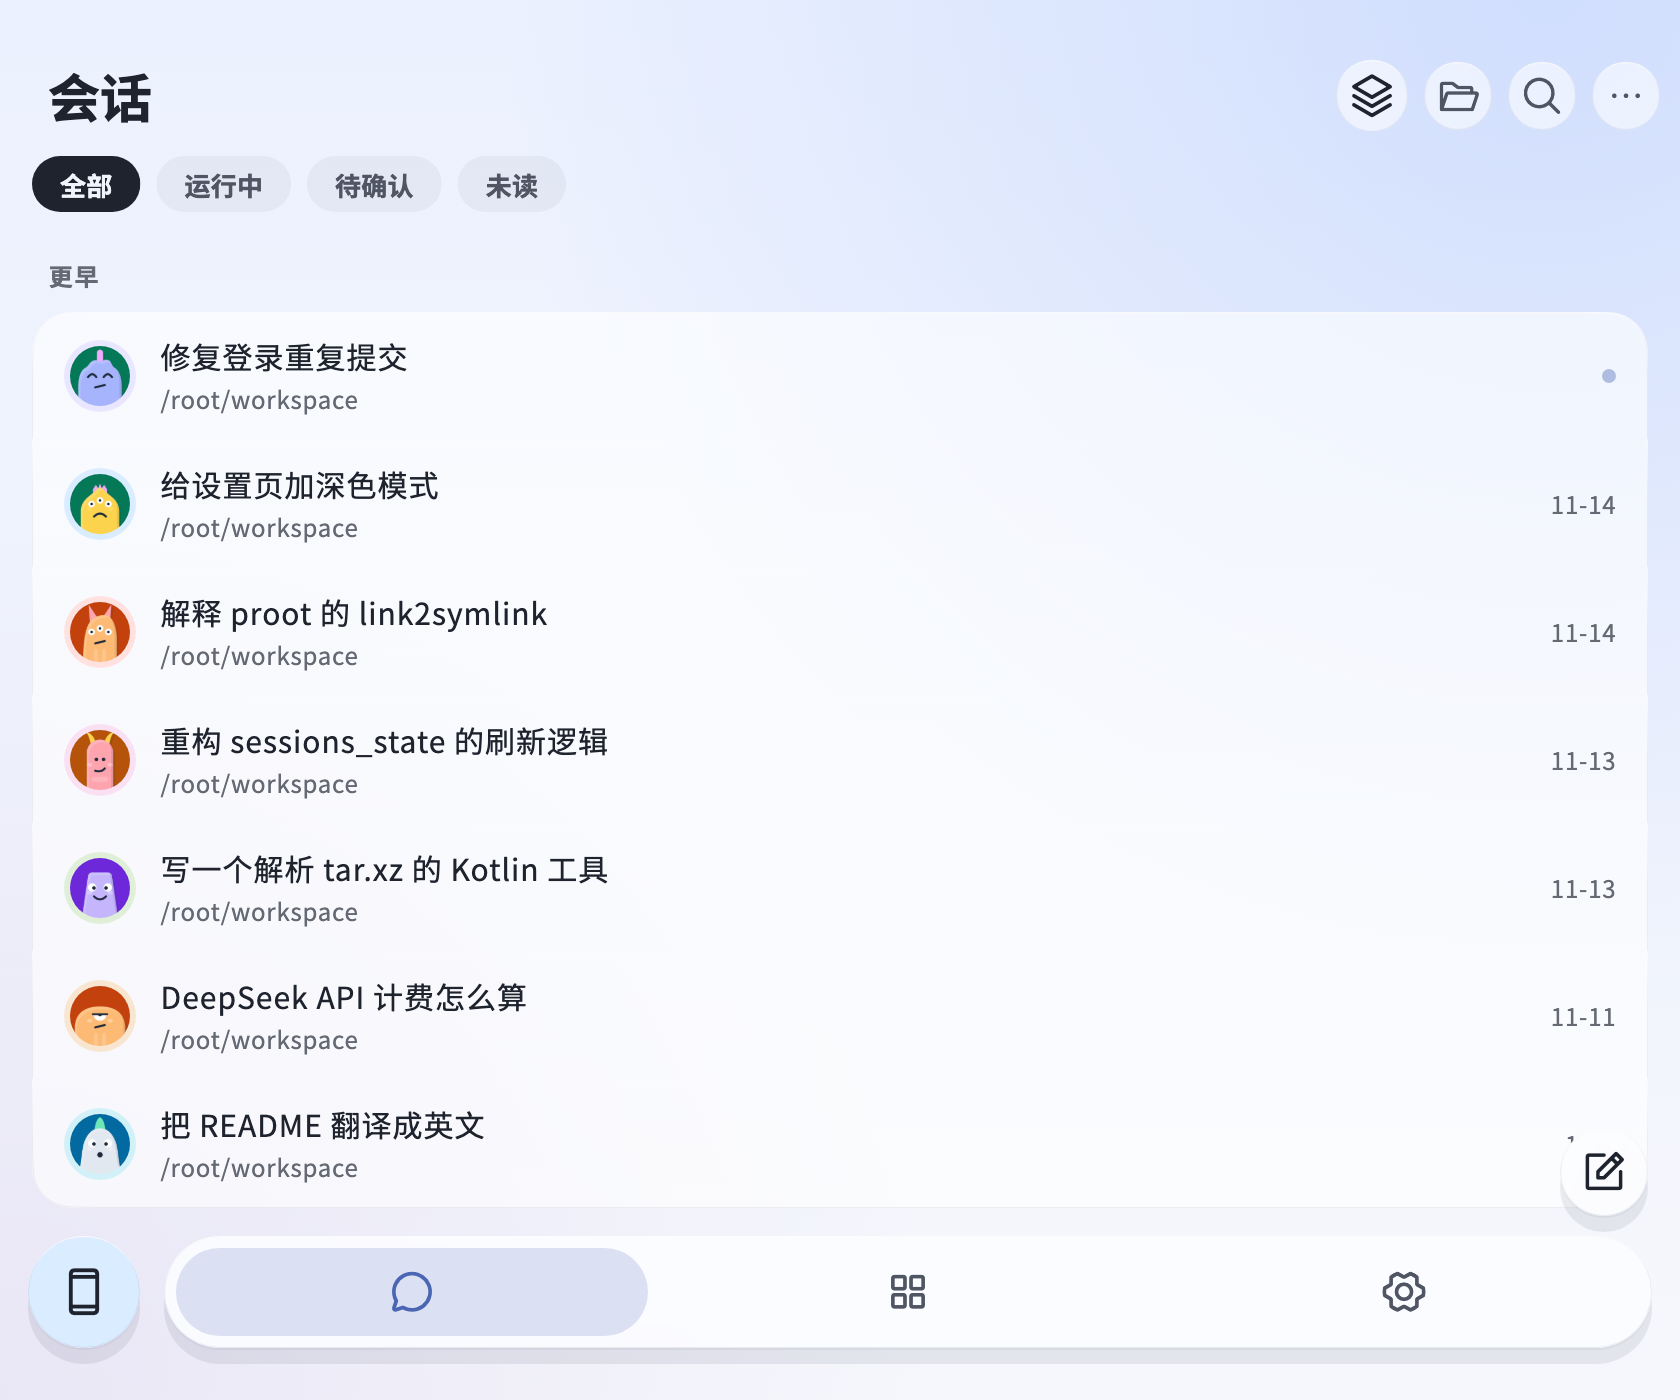 会话
全部
运行中
待确认
未读
更早
修复登录重复提交
/root/workspace
给设置页加深色模式
/root/workspace
11-14
解释 proot 的 link2symlink
/root/workspace
11-14
重构 sessions_state 的刷新逻辑
/root/workspace
11-13
写一个解析 tar.xz 的 Kotlin 工具
/root/workspace
11-13
DeepSeek API 计费怎么算
/root/workspace
11-11
把 README 翻译成英文
/root/workspace